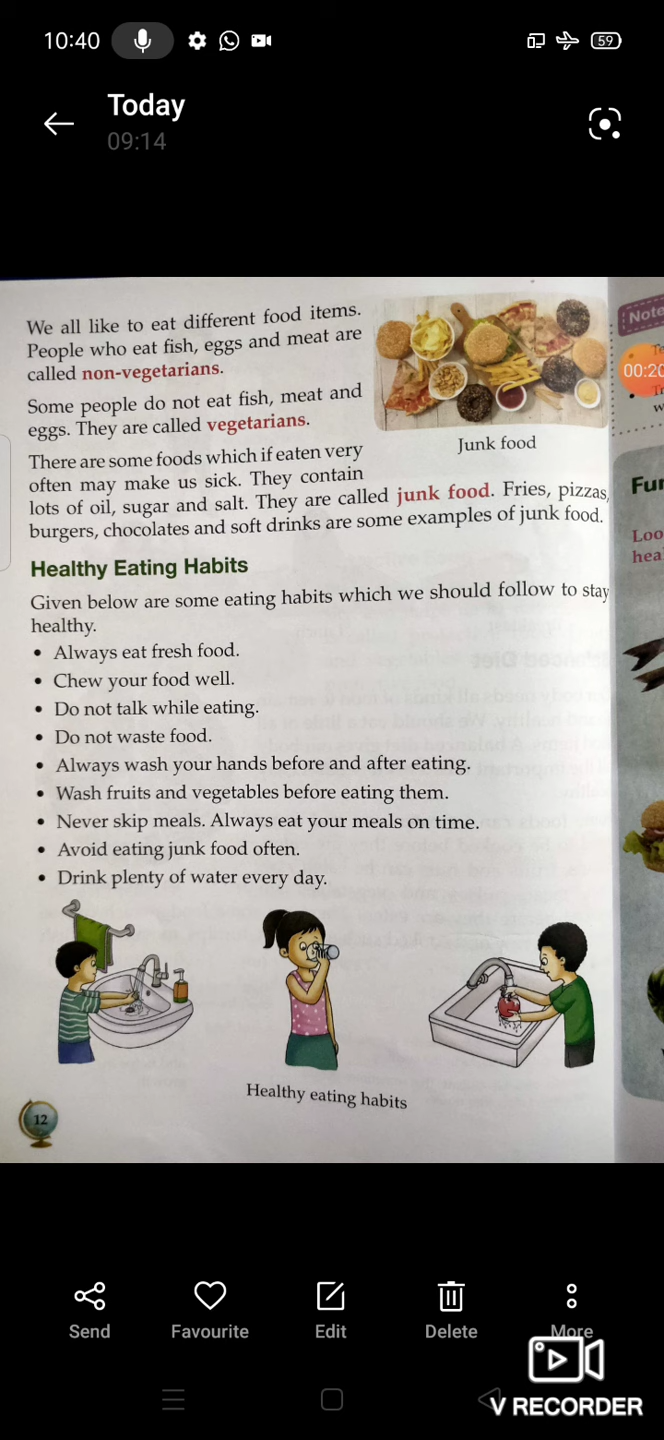 10:40
59
Today
09:14
We all like to eat different food items.
People who eat fish, eggs and meat are
called non-vegetarians.
Some people do not eat fish, meat and
eggs. They are called vegetarians.
There are some foods which if eaten very
often may make us sick. They contain
lots of oil, sugar and salt. They are called junk food. Fries, pizzas,
burgers, chocolates and soft drinks are some examples of junk food.
Junk food
Healthy Eating Habits
Given below are some eating habits which we should follow to stay
healthy.
• Always eat fresh food.
• Chew your food well.
• Do not talk while eating.
• Do not waste food.
• Always wash your hands before and after eating.
• Wash fruits and vegetables before eating them.
• Never skip meals. Always eat your meals on time.
• Avoid eating junk food often.
• Drink plenty of water every day.
Healthy eating habits
12
Note
00:20
Send
Favourite
Edit
Delete
More
V RECORDER